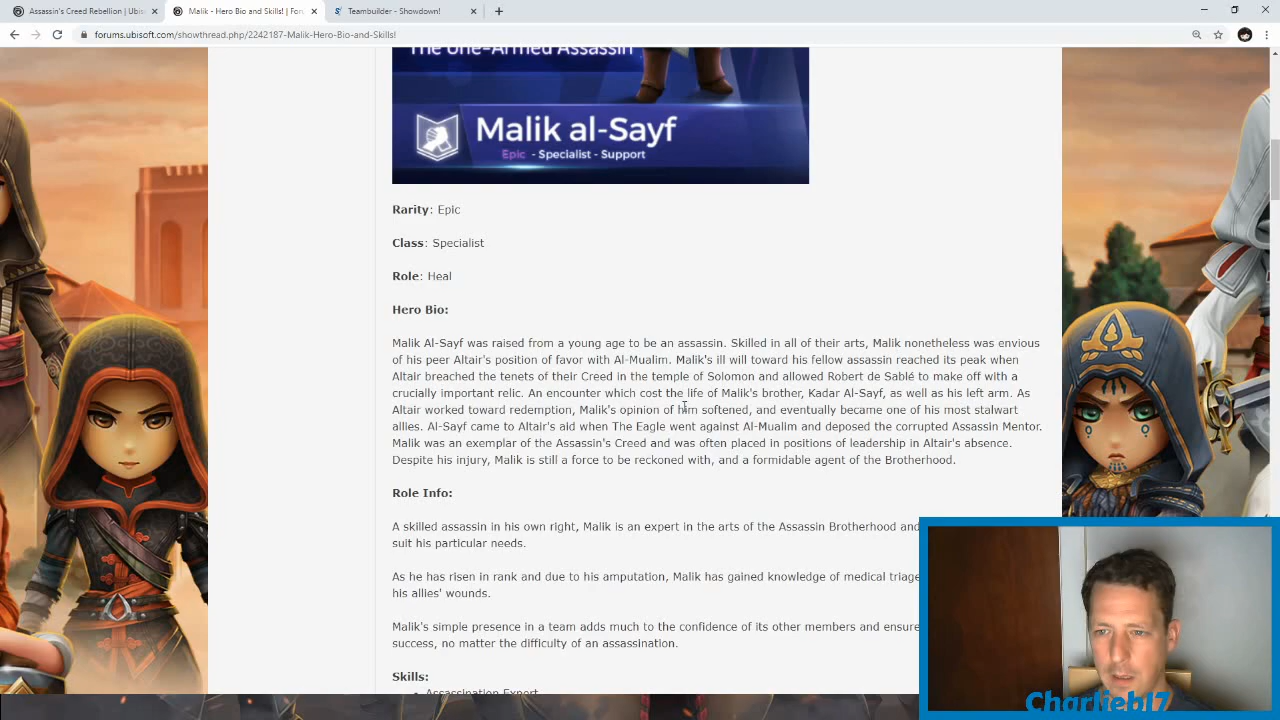 Assassin's Creed Rebellion | Ubis
Malik - Hero Bio and Skills! | Foru
Teambuilder - Showdown!
forums.ubisoft.com/showthread.php/2242187-Malik-Hero-Bio-and-Skills!
The One-Armed Assassin
Malik al-Sayf
Epic - Specialist - Support
Rarity: Epic
Class: Specialist
Role: Heal
Hero Bio:
Malik Al-Sayf was raised from a young age to be an assassin. Skilled in all of their arts, Malik nonetheless was envious
of his peer Altair's position of favor with Al-Mualim. Malik's ill will toward his fellow assassin reached its peak when
Altair breached the tenets of their Creed in the temple of Solomon and allowed Robert de Sablé to make off with a
crucially important relic. An encounter which cost the life of Malik's brother, Kadar Al-Sayf, as well as his left arm. As
Altair worked toward redemption, Malik's opinion of him softened, and eventually became one of his most stalwart
allies. Al-Sayf came to Altair's aid when The Eagle went against Al-Mualim and deposed the corrupted Assassin Mentor.
Malik was an exemplar of the Assassin's Creed and was often placed in positions of leadership in Altair's absence.
Despite his injury, Malik is still a force to be reckoned with, and a formidable agent of the Brotherhood.
Role Info:
A skilled assassin in his own right, Malik is an expert in the arts of the Assassin Brotherhood and
suit his particular needs.
As he has risen in rank and due to his amputation, Malik has gained knowledge of medical triage
his allies' wounds.
Malik's simple presence in a team adds much to the confidence of its other members and ensure
success, no matter the difficulty of an assassination.
Skills:
Assassination Expert
Charlieb17